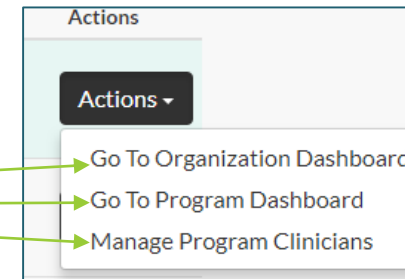 Actions
Actions
Go To Organization Dashboard
Go To Program Dashboard
Manage Program Clinicians